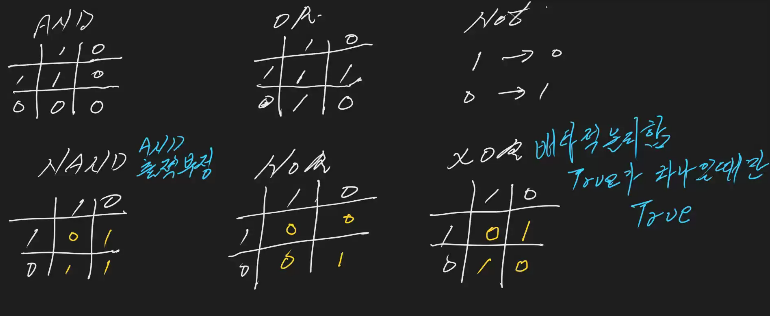 AND
1 0
1 1 0
0 0 0
OR
1 0
1 1 1
0 1 0
Not
1 → 0
0 → 1
NAND
AND
출력부정
1 0
1 0 1
0 1 1
NOR
1 0
1 0 0
0 0 1
XOR 배타적논리합
True가 하나일때만
True
1 0
1 0 1
0 1 0